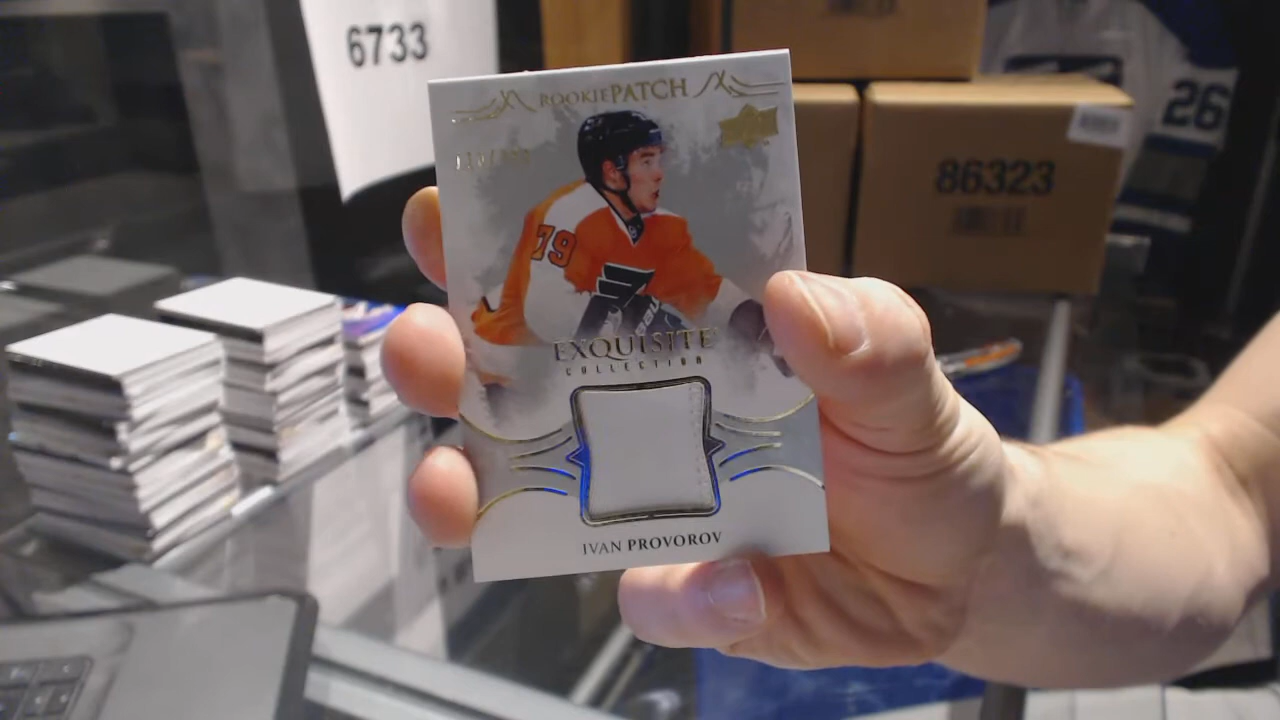 6733
ROOKIE PATCH
79
EXQUISITE
COLLECTION
IVAN PROVOROV
86323
26